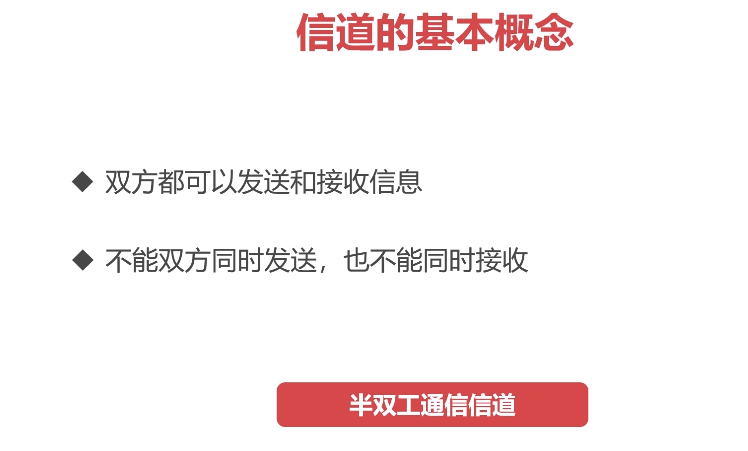 信道的基本概念
◆ 双方都可以发送和接收信息
◆ 不能双方同时发送，也不能同时接收
半双工通信信道